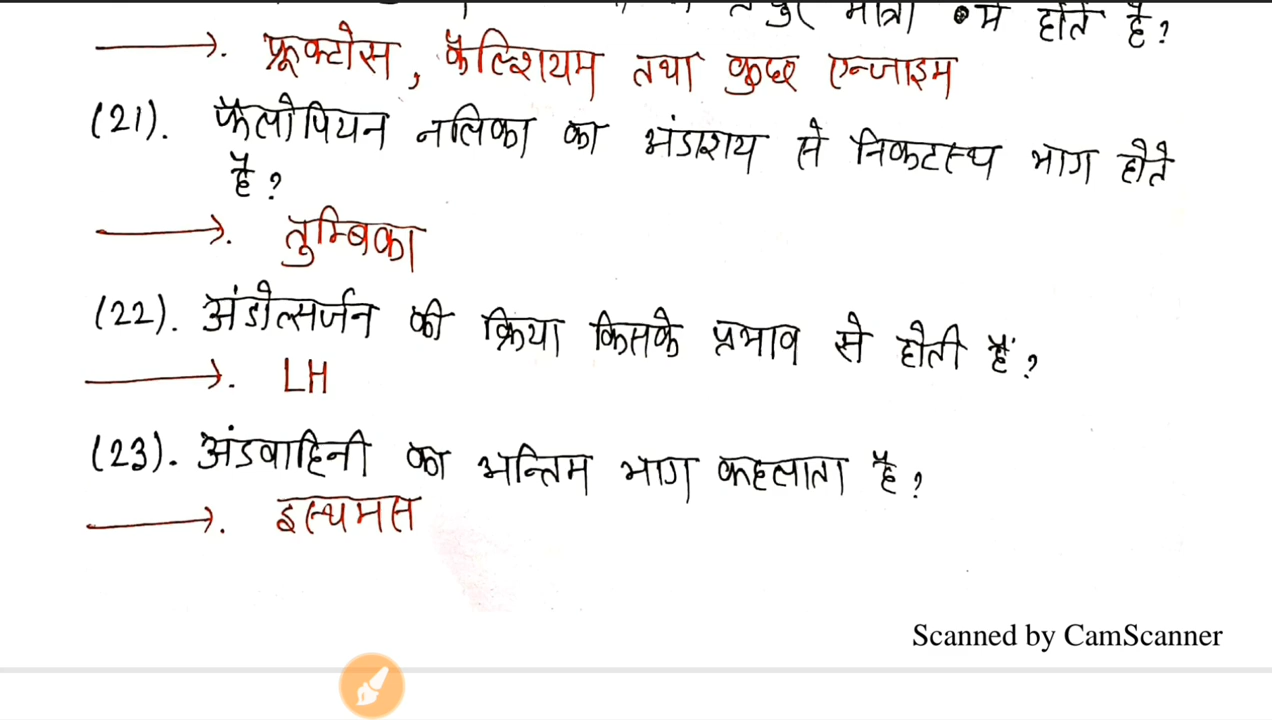 मात्रा में होते है?
फ्रूक्टोस, कैल्शियम तथा कुछ एन्जाइम
(21). फैलोपियन नलिका का अंडाशय से निकटस्थ भाग होते
है?
तुम्बिका
(22). अंडोत्सर्जन की क्रिया किसके प्रभाव से होती है?
LH
(23). अंडवाहिनी का अन्तिम भाग कहलाता है?
इस्थमस
Scanned by CamScanner